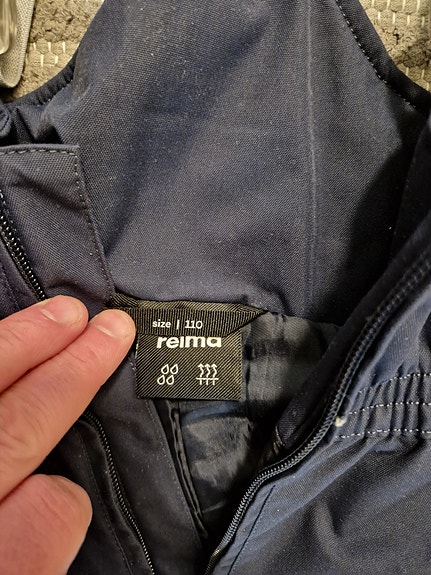 size | 110
reima